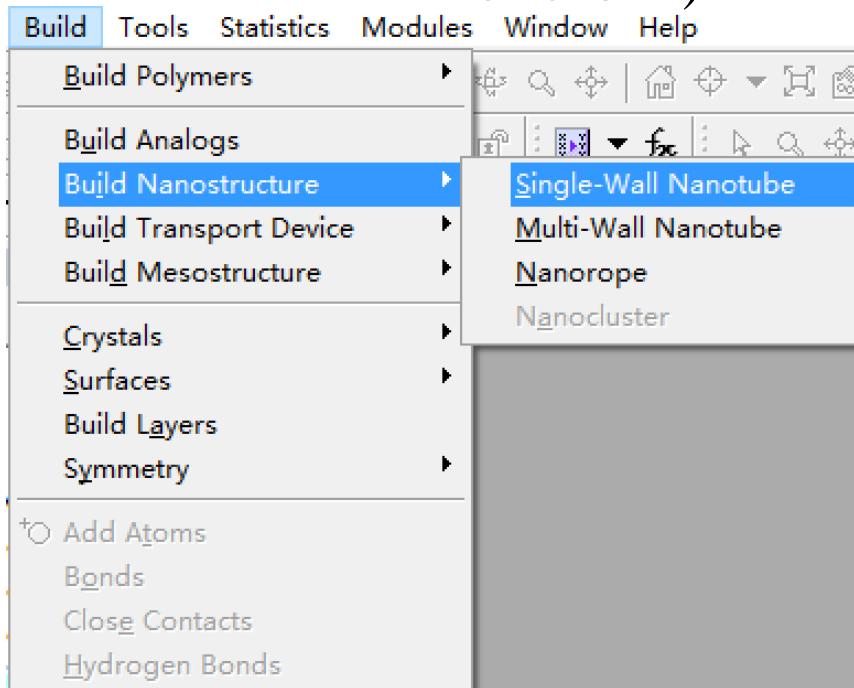 Build Tools Statistics Modules Window Help
Build Polymers
Build Analogs
Build Nanostructure
Single-Wall Nanotube
Build Transport Device
Multi-Wall Nanotube
Build Mesostructure
Nanorope
Nanocluster
Crystals
Surfaces
Build Layers
Symmetry
Add Atoms
Bonds
Close Contacts
Hydrogen Bonds